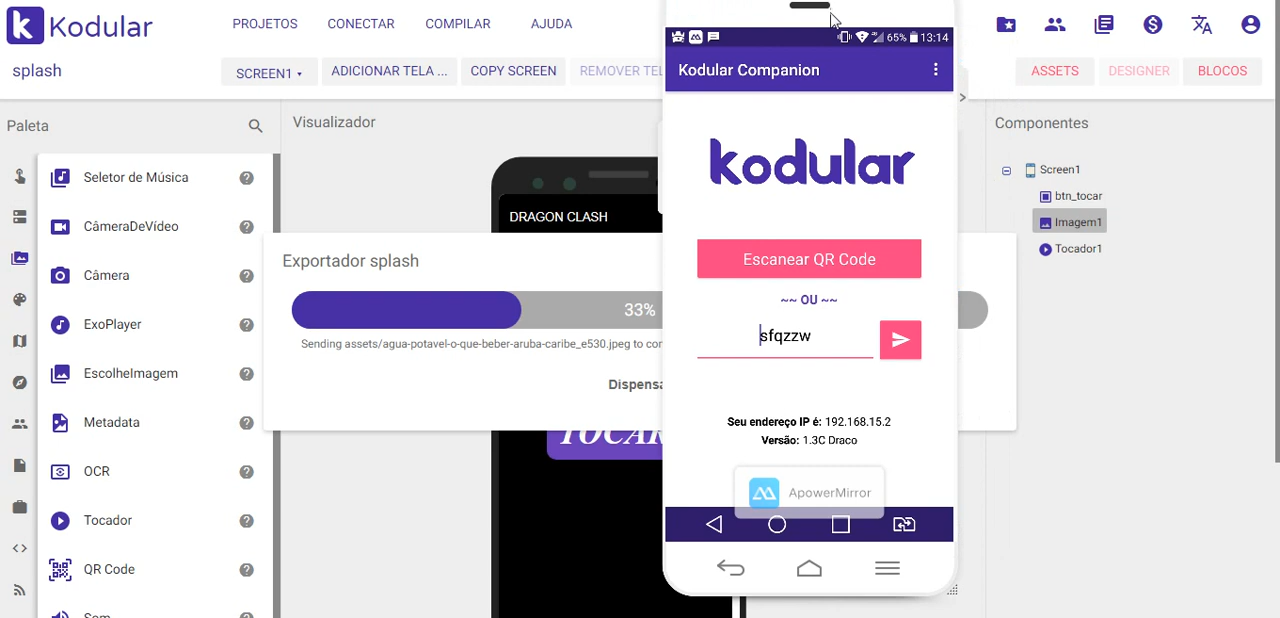 Kodular
PROJETOS
CONECTAR
COMPILAR
AJUDA
splash
SCREEN1
ADICIONAR TELA ...
COPY SCREEN
REMOVER TEL
ASSETS
DESIGNER
BLOCOS
Paleta
Seletor de Música
CâmeraDeVídeo
Câmera
ExoPlayer
EscolheImagem
Metadata
OCR
Tocador
QR Code
Som
Visualizador
DRAGON CLASH
Exportador splash
33%
Sending assets/agua-potavel-o-que-beber-aruba-caribe_e530.jpeg to con
Dispensa
TOCAR
65%
13:14
Kodular Companion
kodular
Escanear QR Code
~~ OU ~~
sfqzzw
Seu endereço IP é: 192.168.15.2
Versão: 1.3C Draco
ApowerMirror
Componentes
Screen1
btn_tocar
Imagem1
Tocador1